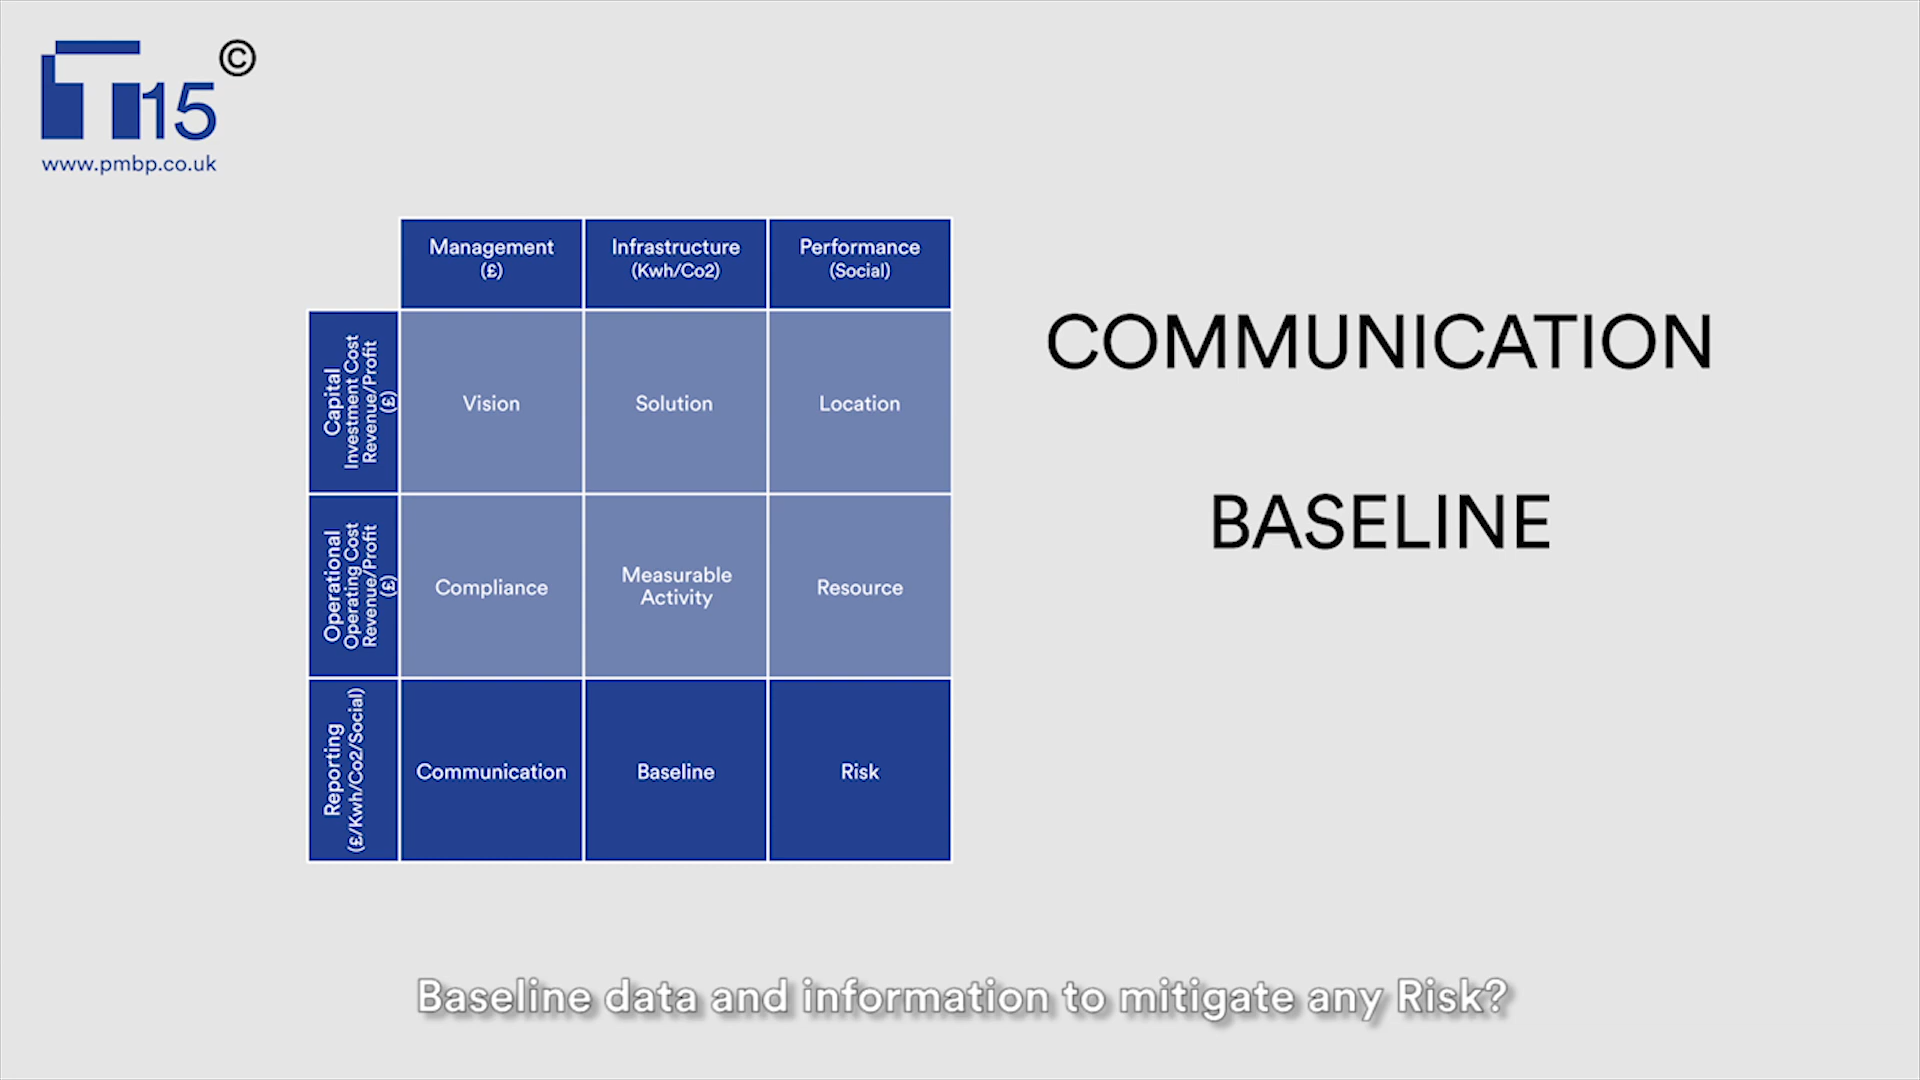 T15©
www.pmbp.co.uk
Management
(£)
Infrastructure
(Kwh/Co2)
Performance
(Social)
Capital
Investment Cost
Revenue/Profit
(£)
Vision
Solution
Location
COMMUNICATION
BASELINE
Operational
Operating Cost
Revenue/Profit
(£)
Compliance
Measurable
Activity
Resource
Reporting
(£/Kwh/Co2/Social)
Communication
Baseline
Risk
Baseline data and information to mitigate any Risk?